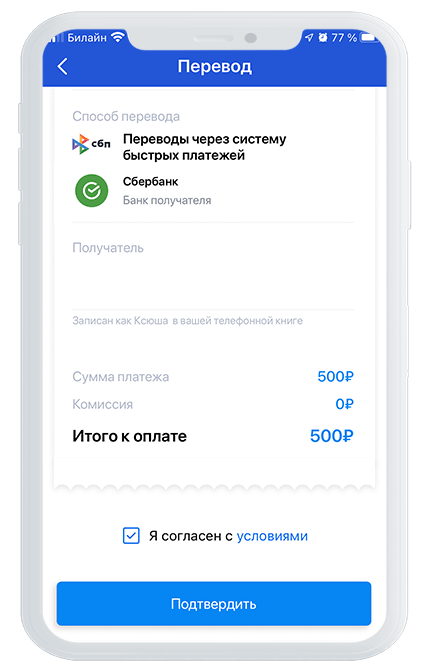 Билайн 77 %
Перевод
Способ перевода
сбп Переводы через систему
быстрых платежей
Сбербанк
Банк получателя
Получатель
Записан как Ксюша в вашей телефонной книге
Сумма платежа 500₽
Комиссия 0₽
Итого к оплате 500₽
Я согласен с условиями
Подтвердить